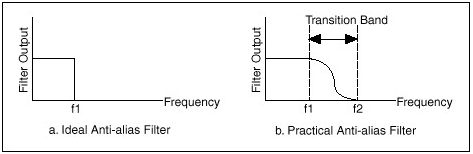 Filter Output
f1
Frequency
a. Ideal Anti-alias Filter
Transition Band
Filter Output
f1
f2
Frequency
b. Practical Anti-alias Filter